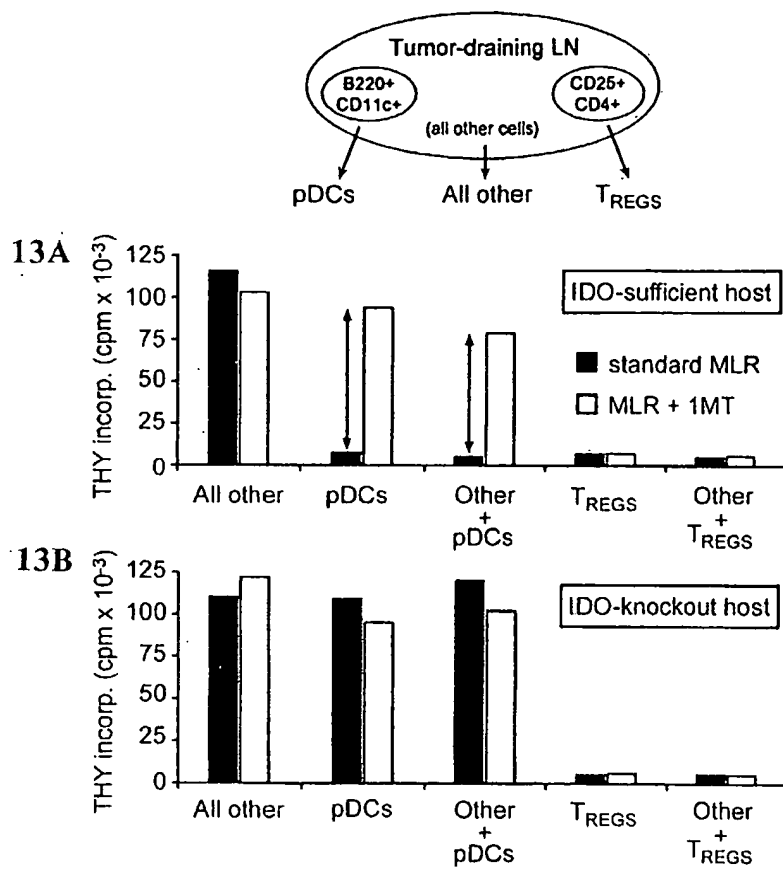 Tumor-draining LN
B220+
CD11c+
CD25+
CD4+
(all other cells)
pDCs
All other
TREGS
13A
THY incorp. (cpm x 10-3)
125
100
75
50
25
0
IDO-sufficient host
standard MLR
MLR + 1MT
All other
pDCs
Other
+
pDCs
TREGS
Other
+
TREGS
13B
THY incorp. (cpm x 10-3)
125
100
75
50
25
0
IDO-knockout host
All other
pDCs
Other
+
pDCs
TREGS
Other
+
TREGS